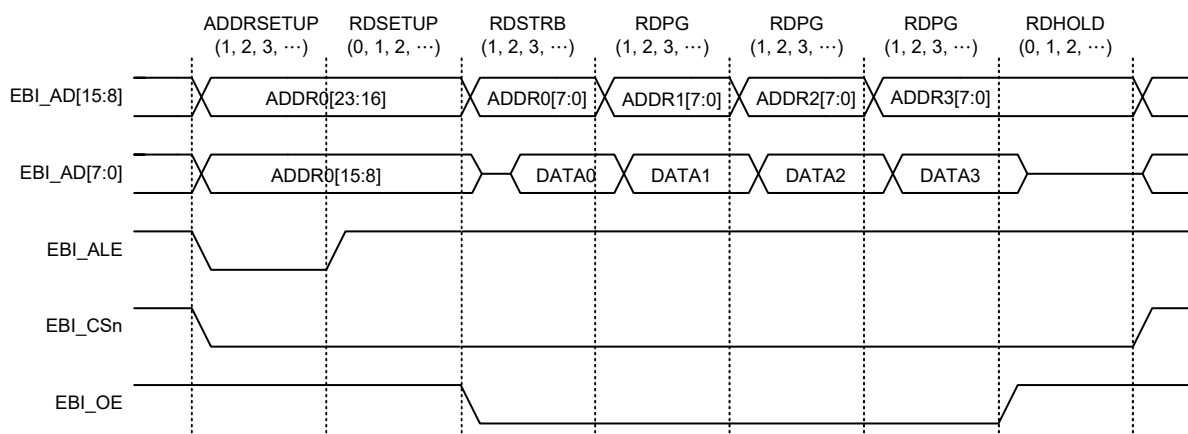 ADDRSETUP RDSETUP RDSTRB RDPG RDPG RDPG RDHOLD
(1, 2, 3, ⋯) (0, 1, 2, ⋯) (1, 2, 3, ⋯) (1, 2, 3, ⋯) (1, 2, 3, ⋯) (1, 2, 3, ⋯) (0, 1, 2, ⋯)
EBI_AD[15:8] ADDR0[23:16] ADDR0[7:0] ADDR1[7:0] ADDR2[7:0] ADDR3[7:0]
EBI_AD[7:0] ADDR0[15:8] DATA0 DATA1 DATA2 DATA3
EBI_ALE
EBI_CSn
EBI_OE